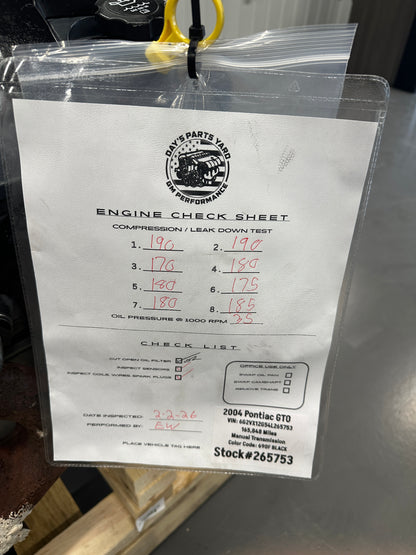 DAY'S PARTS YARD
GM PERFORMANCE
ENGINE CHECK SHEET
COMPRESSION / LEAK DOWN TEST
1. 190 2. 190
3. 170 4. 180
5. 180 6. 175
7. 180 8. 185
OIL PRESSURE @ 1000 RPM 35
CHECK LIST
CUT OPEN OIL FILTER
INSPECT SENSORS
INSPECT COILS, WIRES, SPARK PLUGS
OFFICE USE ONLY:
SWAP OIL PAN
SWAP CAMSHAFT
REMOVE TRANS
DATE INSPECTED: 2-2-26
PERFORMED BY: EW
PLACE VEHICLE TAG HERE
2004 Pontiac GTO
VIN: 6G2VX12G54L265753
165,848 Miles
Manual Transmission
Color Code: 690F BLACK
Stock#265753